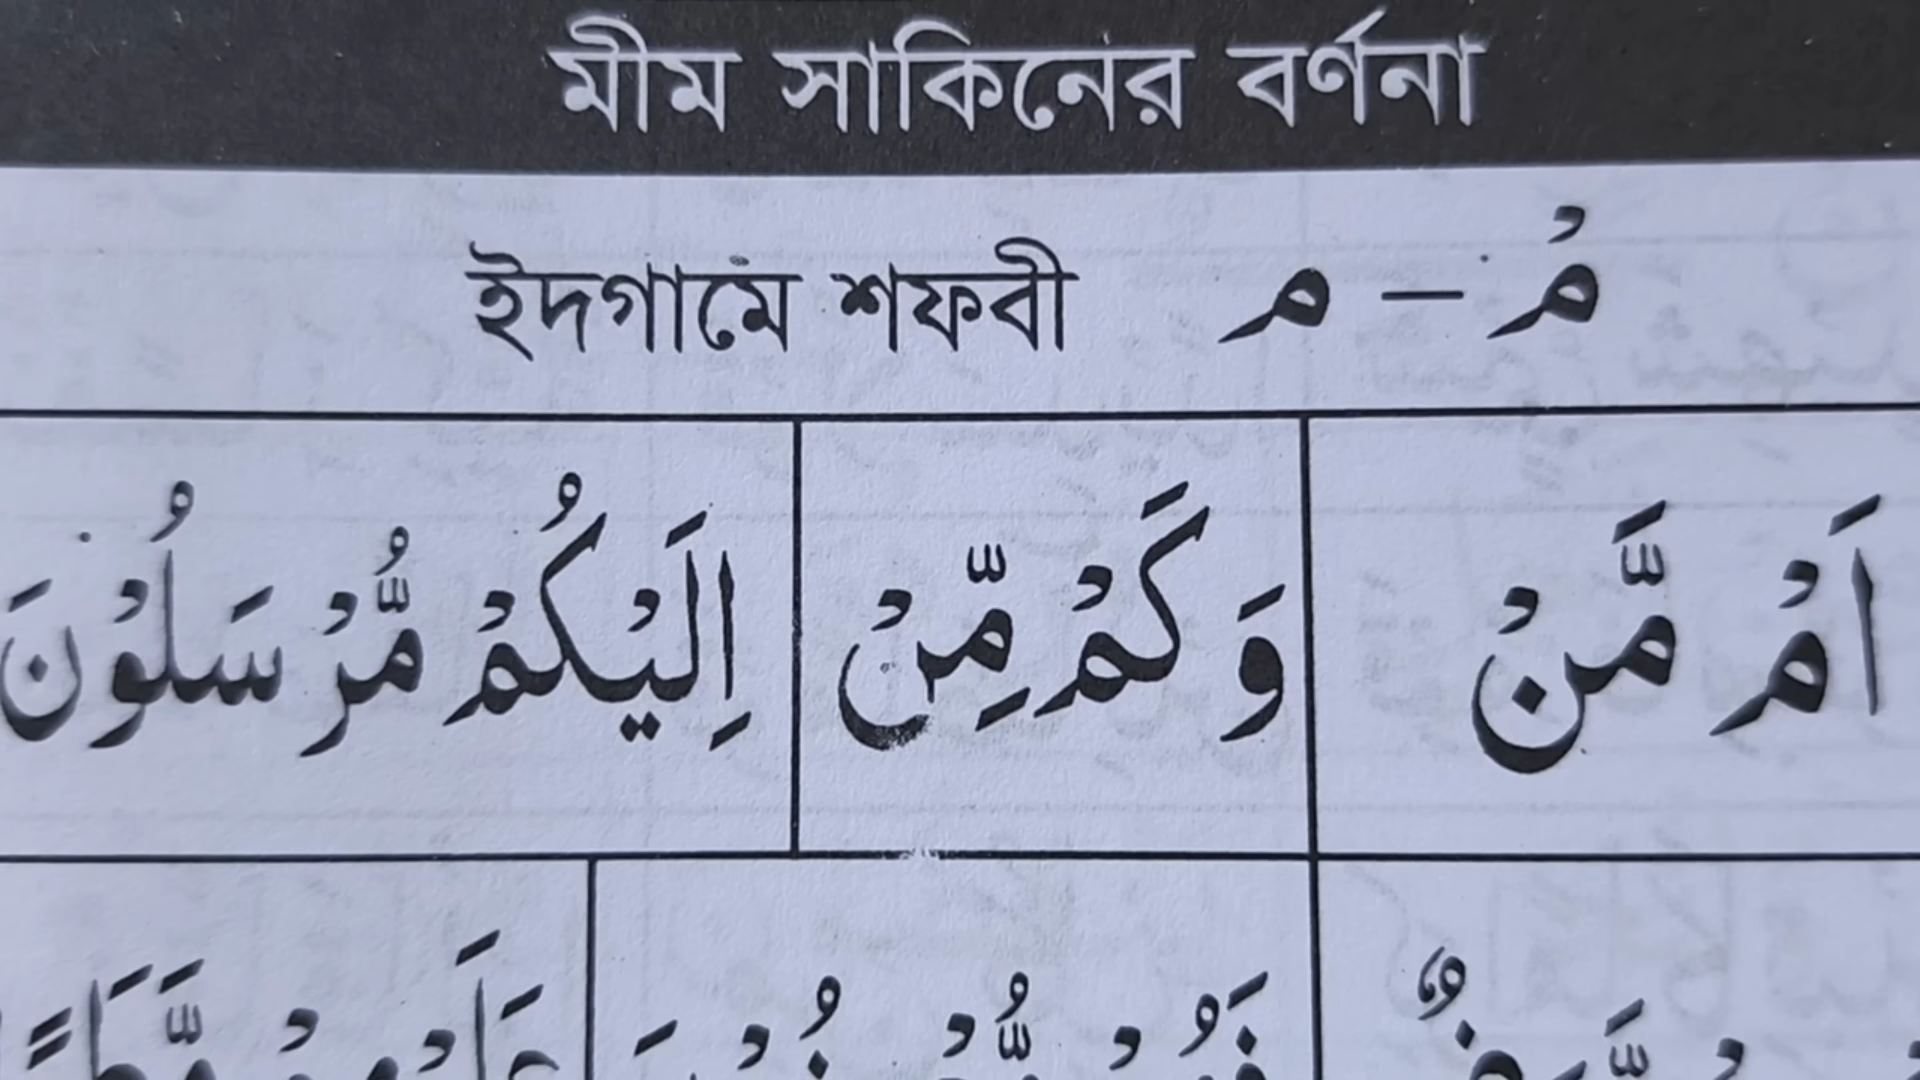 মীম সাকিনের বর্ণনা
مْ – م ইদগামে শফবী
اَمْ مَّنْ
وَكَمْ مِّنْ
اِلَيْكُمْ مُّرْسَلُوْنَ